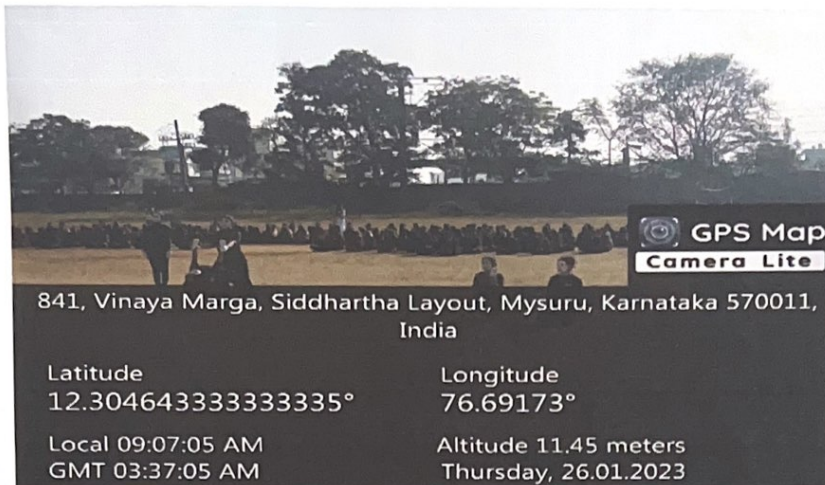 GPS Map
Camera Lite
841, Vinaya Marga, Siddhartha Layout, Mysuru, Karnataka 570011,
India
Latitude
12.304643333333335°
Longitude
76.69173°
Local 09:07:05 AM
GMT 03:37:05 AM
Altitude 11.45 meters
Thursday, 26.01.2023